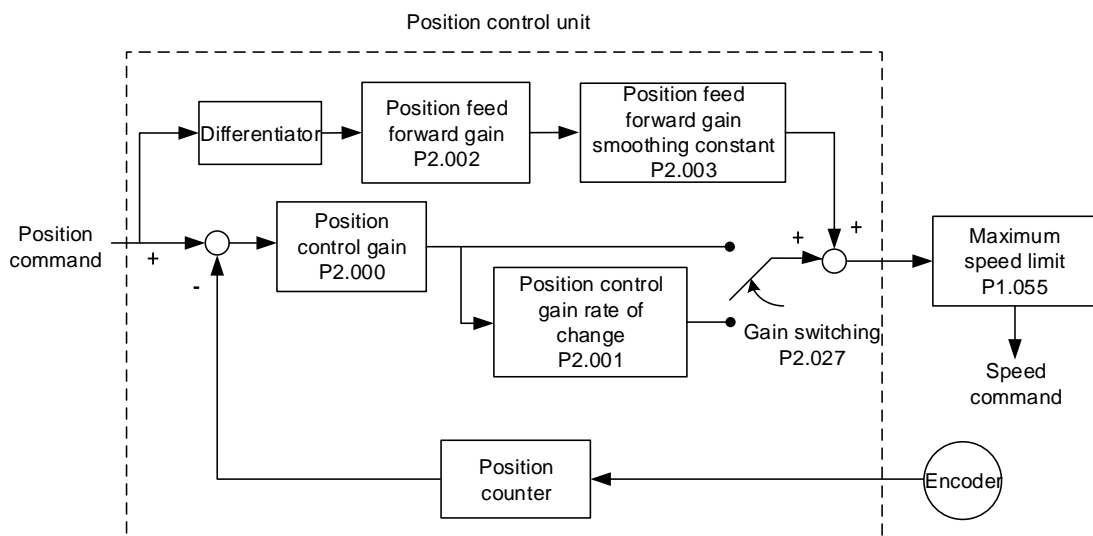 Position control unit
Differentiator
Position feed
forward gain
P2.002
Position feed
forward gain
smoothing constant
P2.003
Position
command
+
-
Position
control gain
P2.000
Position control
gain rate of
change
P2.001
+
+
Gain switching
P2.027
Maximum
speed limit
P1.055
Speed
command
Position
counter
Encoder